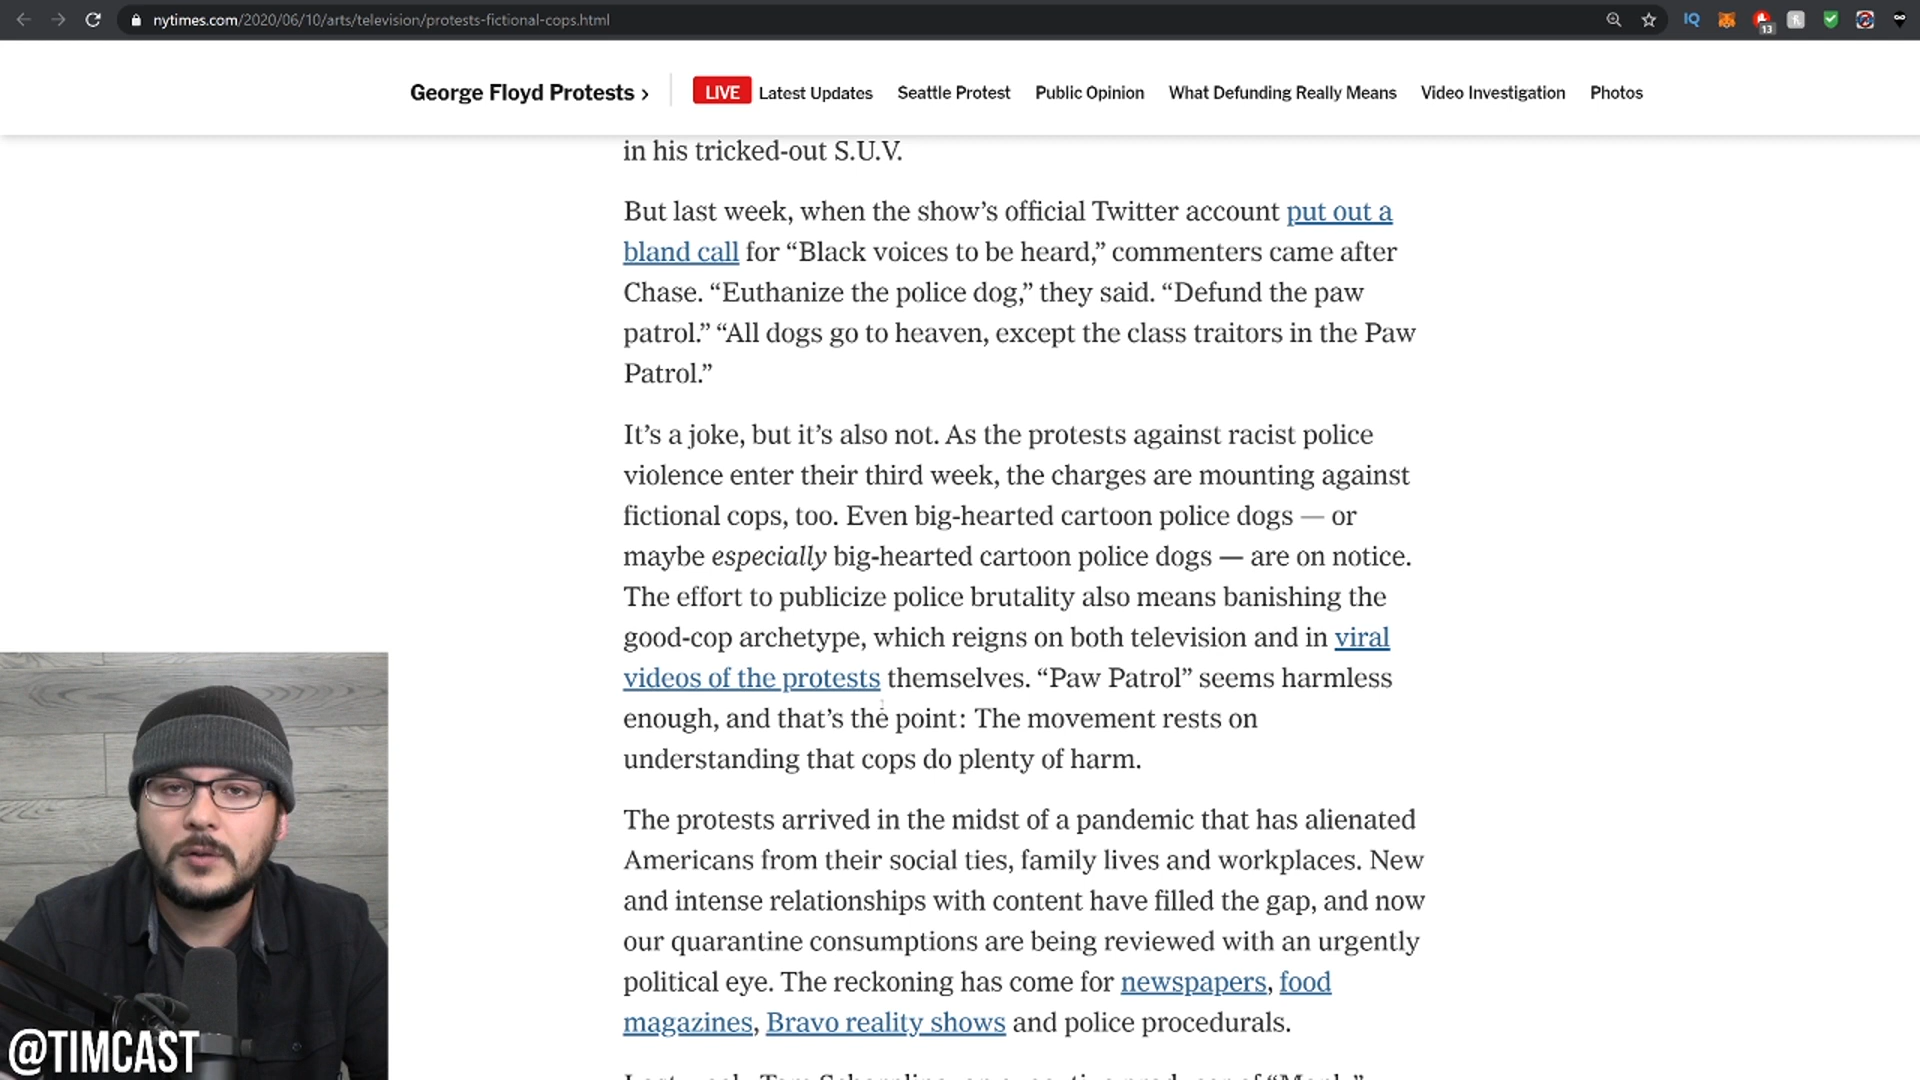 nytimes.com/2020/06/10/arts/television/protests-fictional-cops.html
IQ
13
George Floyd Protests ›
LIVE Latest Updates Seattle Protest Public Opinion What Defunding Really Means Video Investigation Photos
in his tricked-out S.U.V.
But last week, when the show’s official Twitter account put out a
bland call for “Black voices to be heard,” commenters came after
Chase. “Euthanize the police dog,” they said. “Defund the paw
patrol.” “All dogs go to heaven, except the class traitors in the Paw
Patrol.”
It’s a joke, but it’s also not. As the protests against racist police
violence enter their third week, the charges are mounting against
fictional cops, too. Even big-hearted cartoon police dogs — or
maybe especially big-hearted cartoon police dogs — are on notice.
The effort to publicize police brutality also means banishing the
good-cop archetype, which reigns on both television and in viral
videos of the protests themselves. “Paw Patrol” seems harmless
enough, and that’s the point: The movement rests on
understanding that cops do plenty of harm.
The protests arrived in the midst of a pandemic that has alienated
Americans from their social ties, family lives and workplaces. New
and intense relationships with content have filled the gap, and now
our quarantine consumptions are being reviewed with an urgently
political eye. The reckoning has come for newspapers, food
magazines, Bravo reality shows and police procedurals.
@TIMCAST